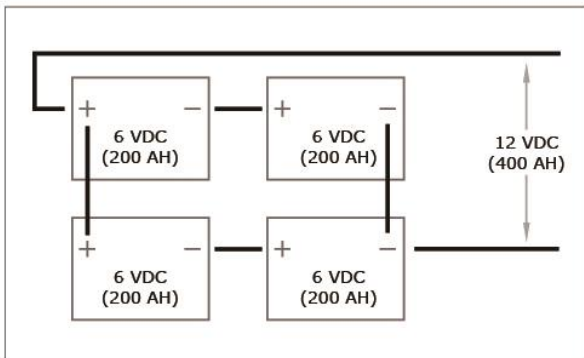 + − + −
6 VDC
(200 AH)
6 VDC
(200 AH)
12 VDC
(400 AH)
+ − + −
6 VDC
(200 AH)
6 VDC
(200 AH)